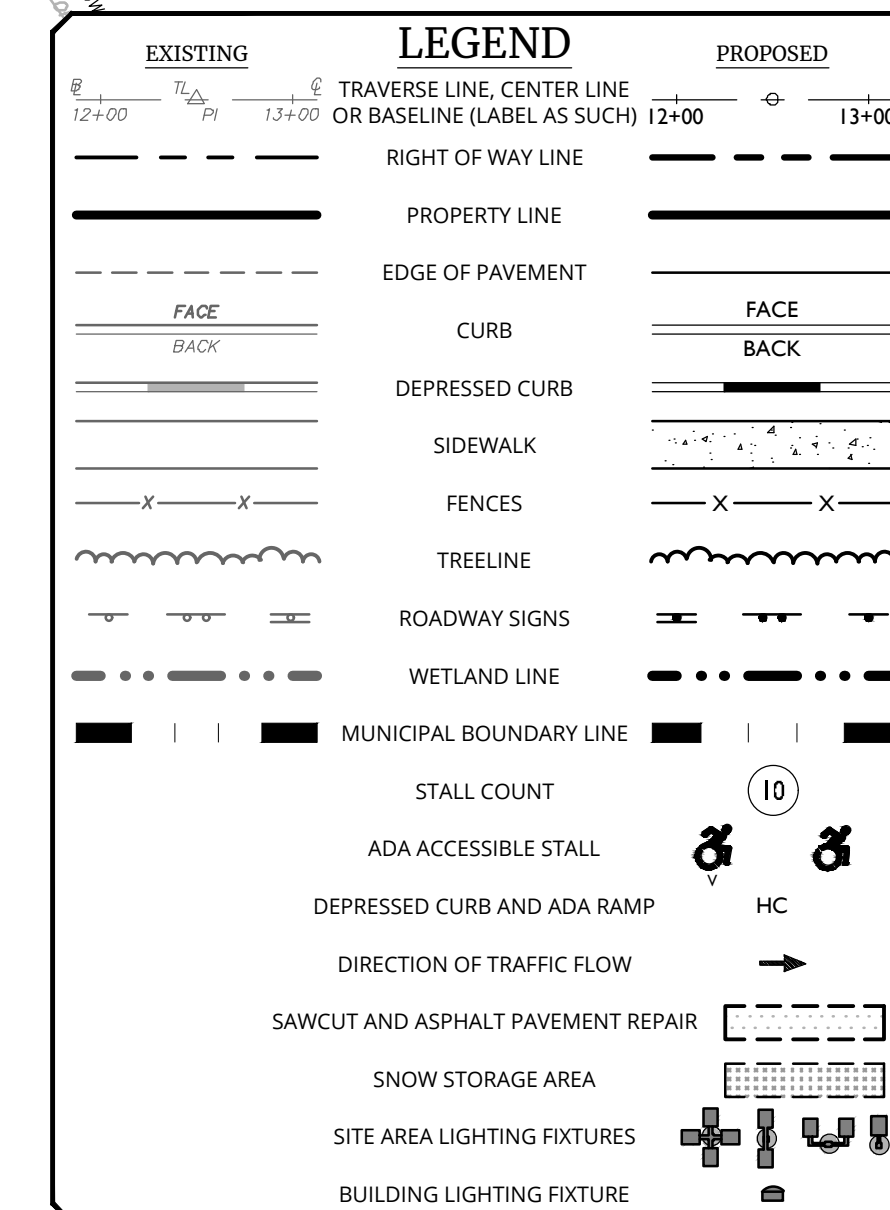 LEGEND
EXISTING PROPOSED
TL
TRAVERSE LINE, CENTER LINE
12+00 PI 13+00 OR BASELINE (LABEL AS SUCH) 12+00
RIGHT OF WAY LINE
PROPERTY LINE
EDGE OF PAVEMENT
FACE FACE
CURB
BACK BACK
DEPRESSED CURB
SIDEWALK
X X FENCES X X
TREELINE
ROADWAY SIGNS
WETLAND LINE
MUNICIPAL BOUNDARY LINE
STALL COUNT 10
ADA ACCESSIBLE STALL
V
DEPRESSED CURB AND ADA RAMP HC
DIRECTION OF TRAFFIC FLOW
SAWCUT AND ASPHALT PAVEMENT REPAIR
SNOW STORAGE AREA
SITE AREA LIGHTING FIXTURES
BUILDING LIGHTING FIXTURE